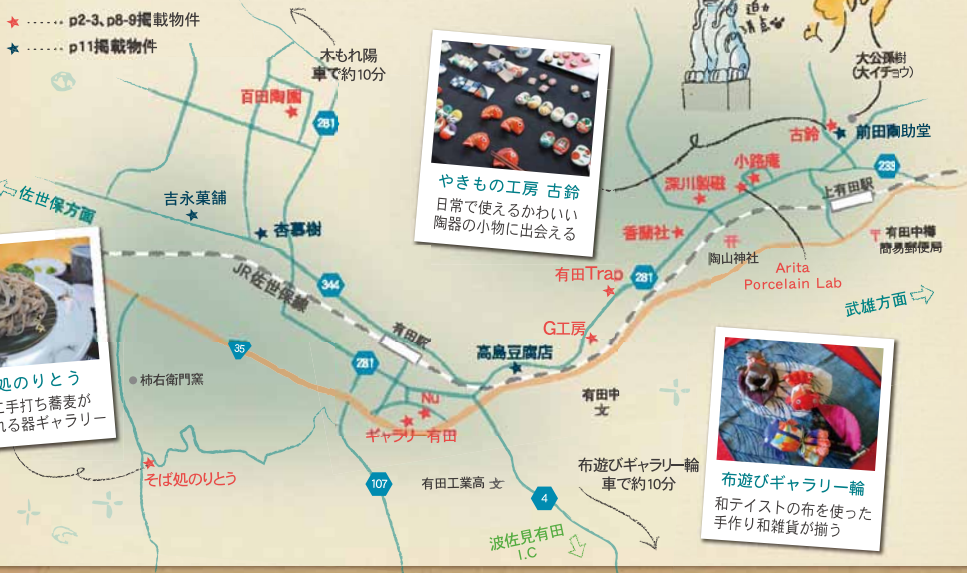 ★ ...... p2-3、p8-9掲載物件
★ ...... p11掲載物件
木もれ陽
車で約10分
百田陶園
281
佐世保方面
吉永菓舗
杏慕樹
344
JR佐世保線
有田駅
35
281
柿右衛門窯
処のりとう
手打ち蕎麦が
れる器ギャラリー
そば処のりとう
Nu
ギャラリー有田
107
有田工業高
4
波佐見有田
I.C
高島豆腐店
G工房
有田Trap
281
有田中
やきもの工房 古鈴
日常で使えるかわいい
陶器の小物に出会える
大公孫樹
(大イチョウ)
古鈴
前田陶助堂
小路庵
深川製磁
233
上有田駅
香蘭社
陶山神社
Arita
Porcelain Lab
〒 有田中樽
簡易郵便局
武雄方面
布遊びギャラリー輪
車で約10分
布遊びギャラリー輪
和テイストの布を使った
手作り和雑貨が揃う